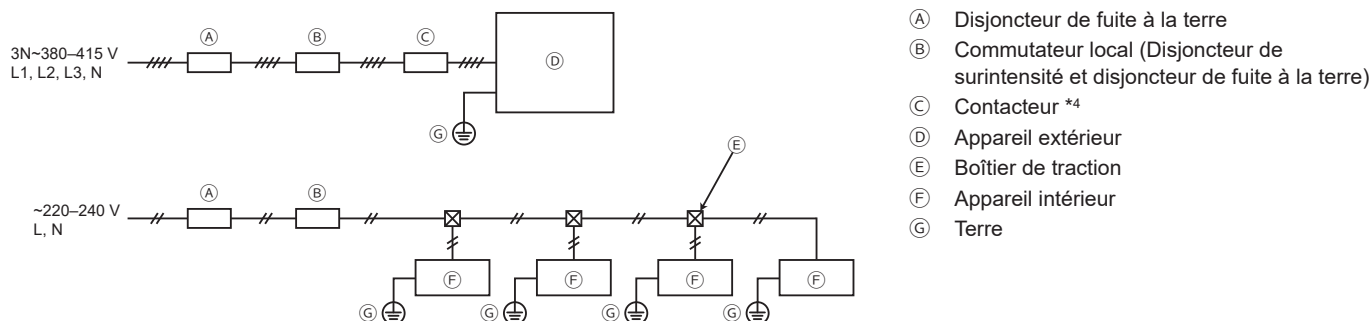 Ⓐ Ⓑ Ⓒ
3N~380–415 V
L1, L2, L3, N
Ⓓ
Ⓖ
Ⓔ
Ⓐ Ⓑ
~220–240 V
L, N
Ⓕ Ⓕ Ⓕ Ⓕ
Ⓖ Ⓖ Ⓖ Ⓖ
Ⓐ Disjoncteur de fuite à la terre
Ⓑ Commutateur local (Disjoncteur de
surintensité et disjoncteur de fuite à la terre)
Ⓒ Contacteur *4
Ⓓ Appareil extérieur
Ⓔ Boîtier de traction
Ⓕ Appareil intérieur
Ⓖ Terre